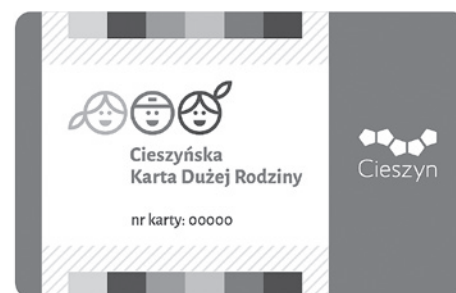 Cieszyńska
Karta Dużej Rodziny
nr karty: 00000
Cieszyn